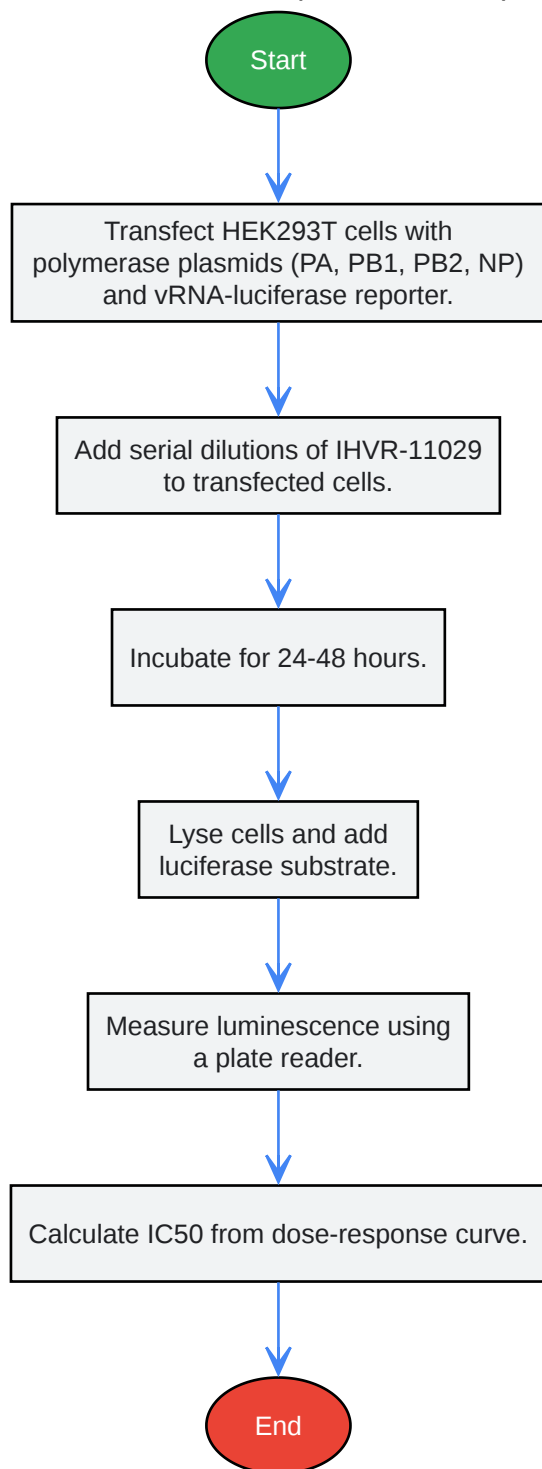 Start
Transfect HEK293T cells with
polymerase plasmids (PA, PB1, PB2, NP)
and vRNA-luciferase reporter.
Add serial dilutions of IHVR-11029
to transfected cells.
Incubate for 24-48 hours.
Lyse cells and add
luciferase substrate.
Measure luminescence using
a plate reader.
Calculate IC50 from dose-response curve.
End